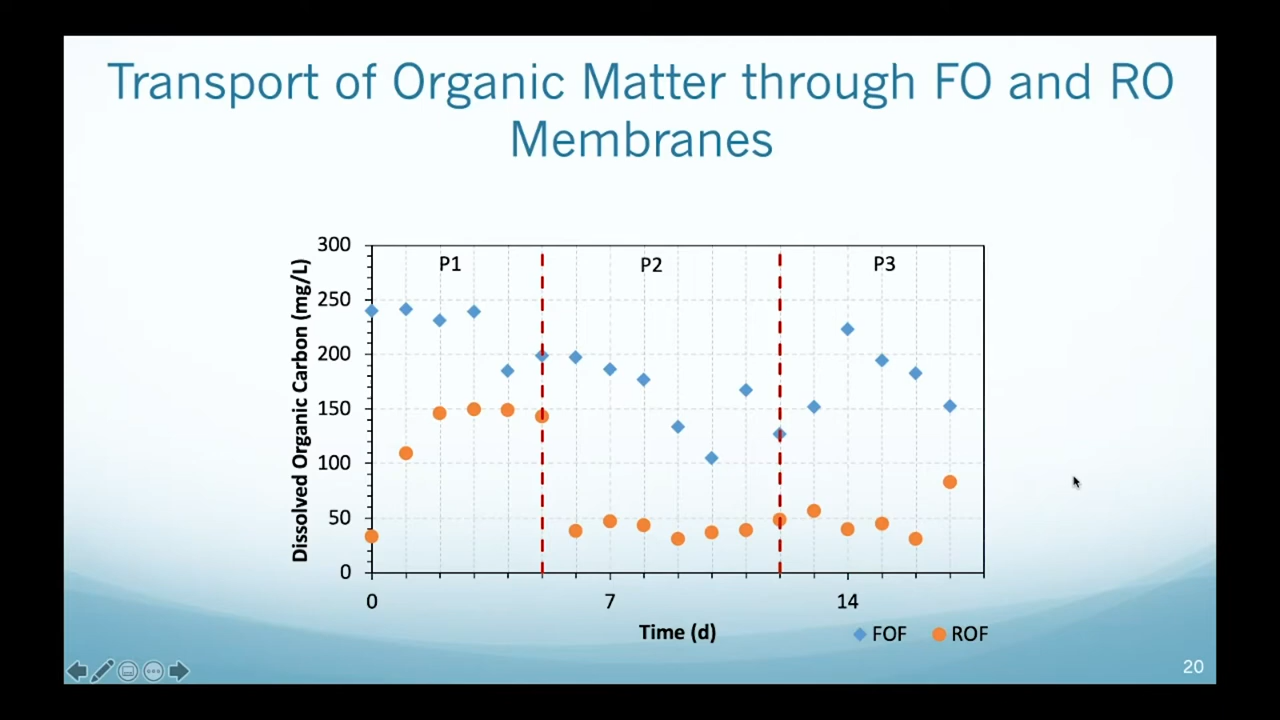 Transport of Organic Matter through FO and RO
Membranes
Dissolved Organic Carbon (mg/L)
300
250
200
150
100
50
0
P1
P2
P3
0
7
14
Time (d)
FOF
ROF
20